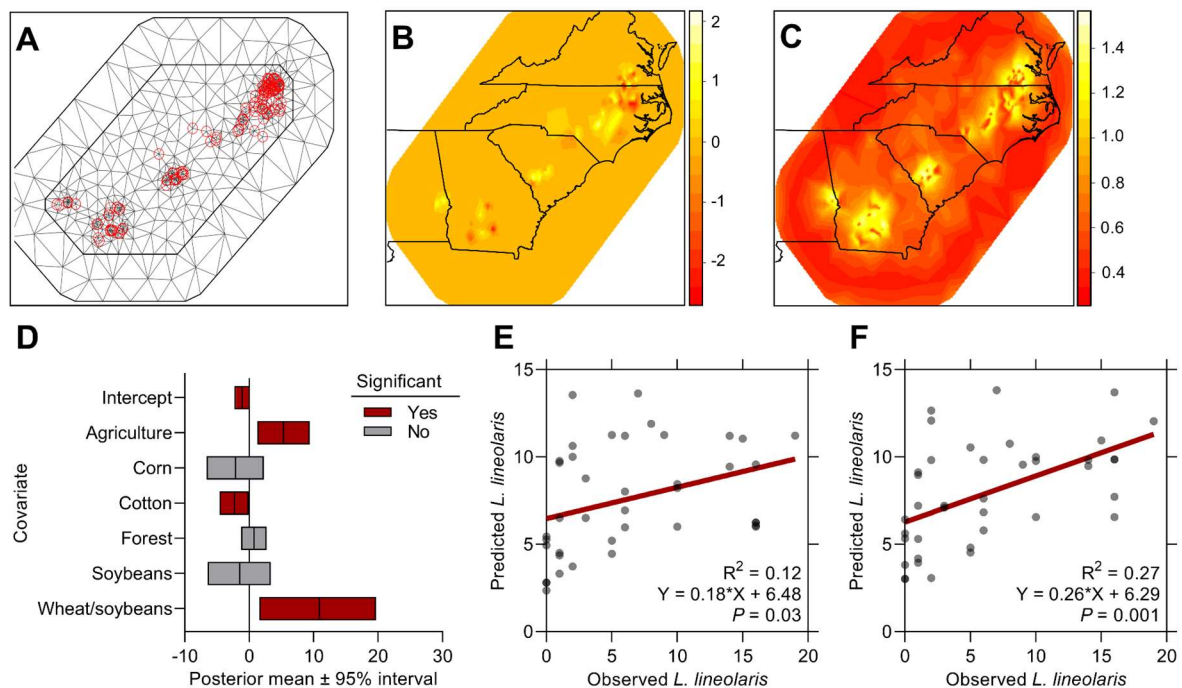 A
B
2
1
0
-1
-2
C
1.4
1.2
1.0
0.8
0.6
0.4
D
Covariate
Intercept
Agriculture
Corn
Cotton
Forest
Soybeans
Wheat/soybeans
Significant
Yes
No
-10 0 10 20 30
Posterior mean ± 95% interval
E
Predicted L. lineolaris
15
10
5
0
R² = 0.12
Y = 0.18*X + 6.48
P = 0.03
0 5 10 15 20
Observed L. lineolaris
F
Predicted L. lineolaris
15
10
5
0
R² = 0.27
Y = 0.26*X + 6.29
P = 0.001
0 5 10 15 20
Observed L. lineolaris